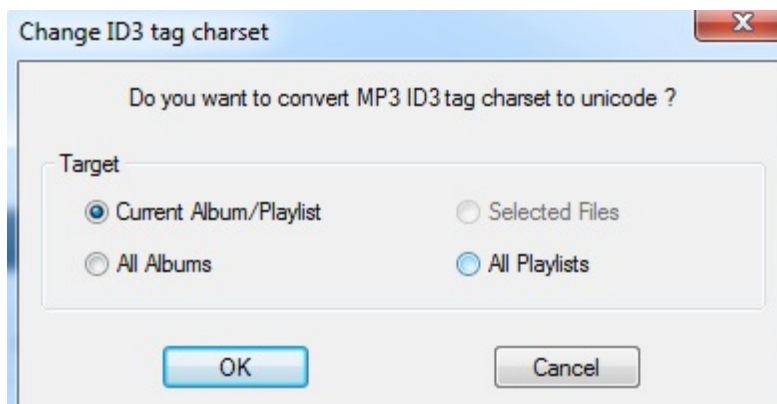 Change ID3 tag charset
Do you want to convert MP3 ID3 tag charset to unicode ?
Target
Current Album/Playlist
Selected Files
All Albums
All Playlists
OK
Cancel